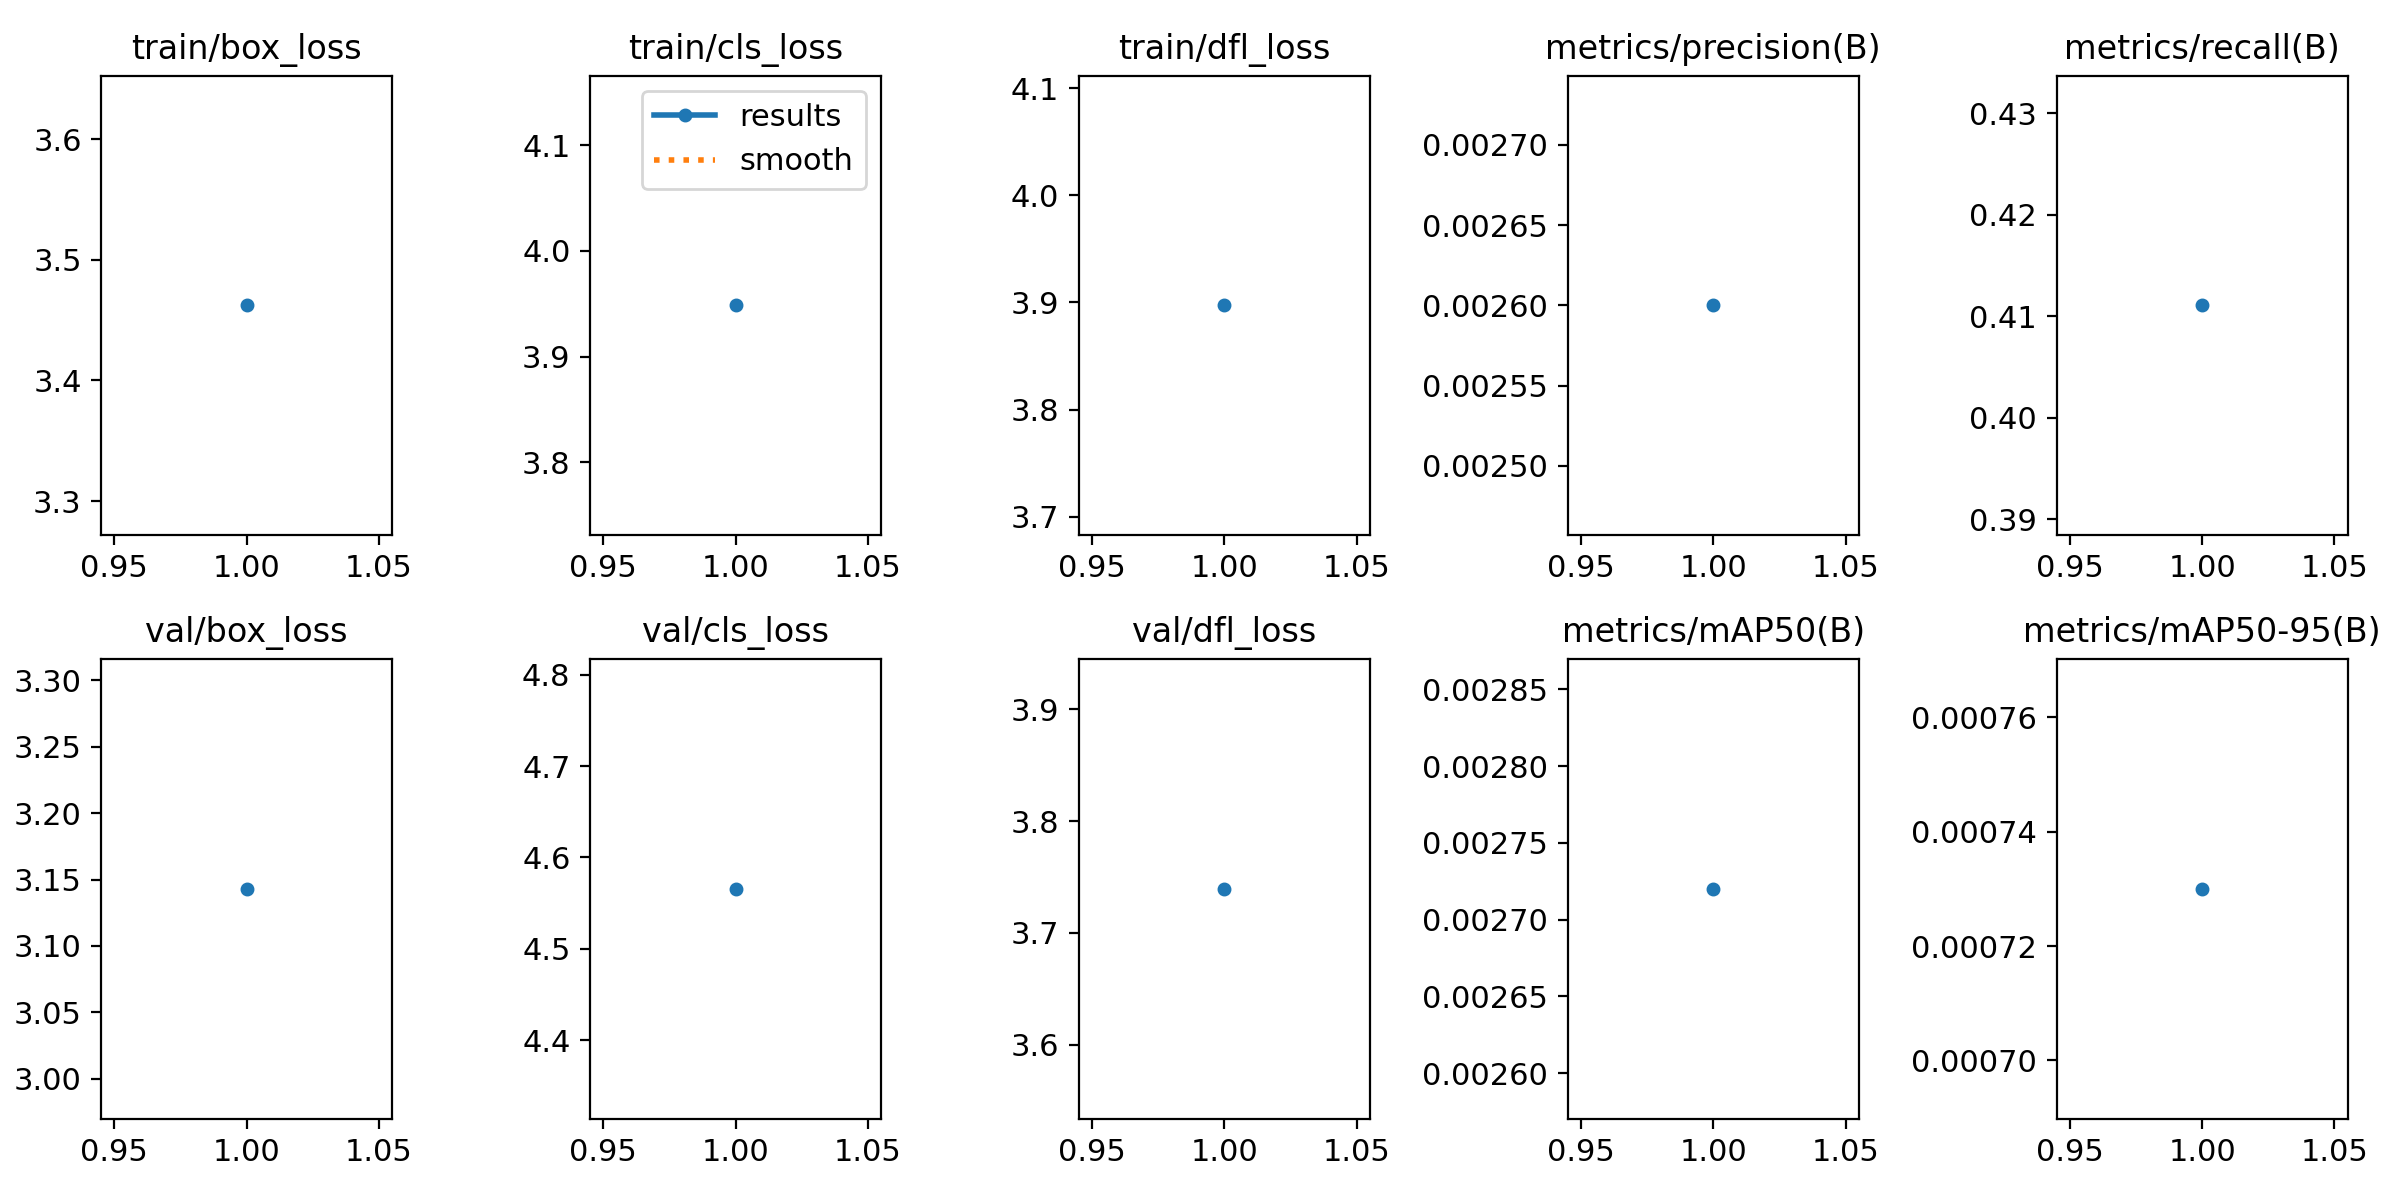 train/box_loss
3.6
3.5
3.4
3.3
0.95 1.00 1.05
train/cls_loss
results
smooth
4.1
4.0
3.9
3.8
0.95 1.00 1.05
train/dfl_loss
4.1
4.0
3.9
3.8
3.7
0.95 1.00 1.05
metrics/precision(B)
0.00270
0.00265
0.00260
0.00255
0.00250
0.95 1.00 1.05
metrics/recall(B)
0.43
0.42
0.41
0.40
0.39
0.95 1.00 1.05
val/box_loss
3.30
3.25
3.20
3.15
3.10
3.05
3.00
0.95 1.00 1.05
val/cls_loss
4.8
4.7
4.6
4.5
4.4
0.95 1.00 1.05
val/dfl_loss
3.9
3.8
3.7
3.6
0.95 1.00 1.05
metrics/mAP50(B)
0.00285
0.00280
0.00275
0.00270
0.00265
0.00260
0.95 1.00 1.05
metrics/mAP50-95(B)
0.00076
0.00074
0.00072
0.00070
0.95 1.00 1.05